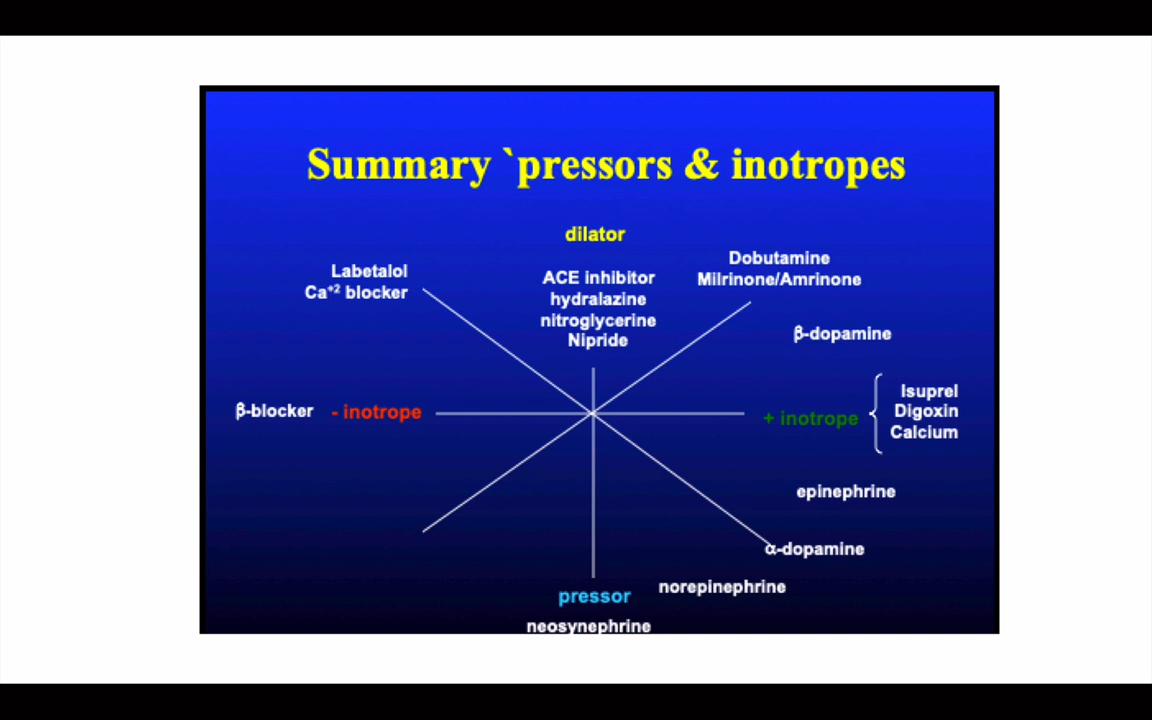 Summary `pressors & inotropes
dilator
Labetalol
Ca⁺² blocker
ACE inhibitor
hydralazine
nitroglycerine
Nipride
Dobutamine
Milrinone/Amrinone
β-dopamine
β-blocker
- inotrope
+ inotrope
Isuprel
Digoxin
Calcium
epinephrine
α-dopamine
norepinephrine
pressor
neosynephrine